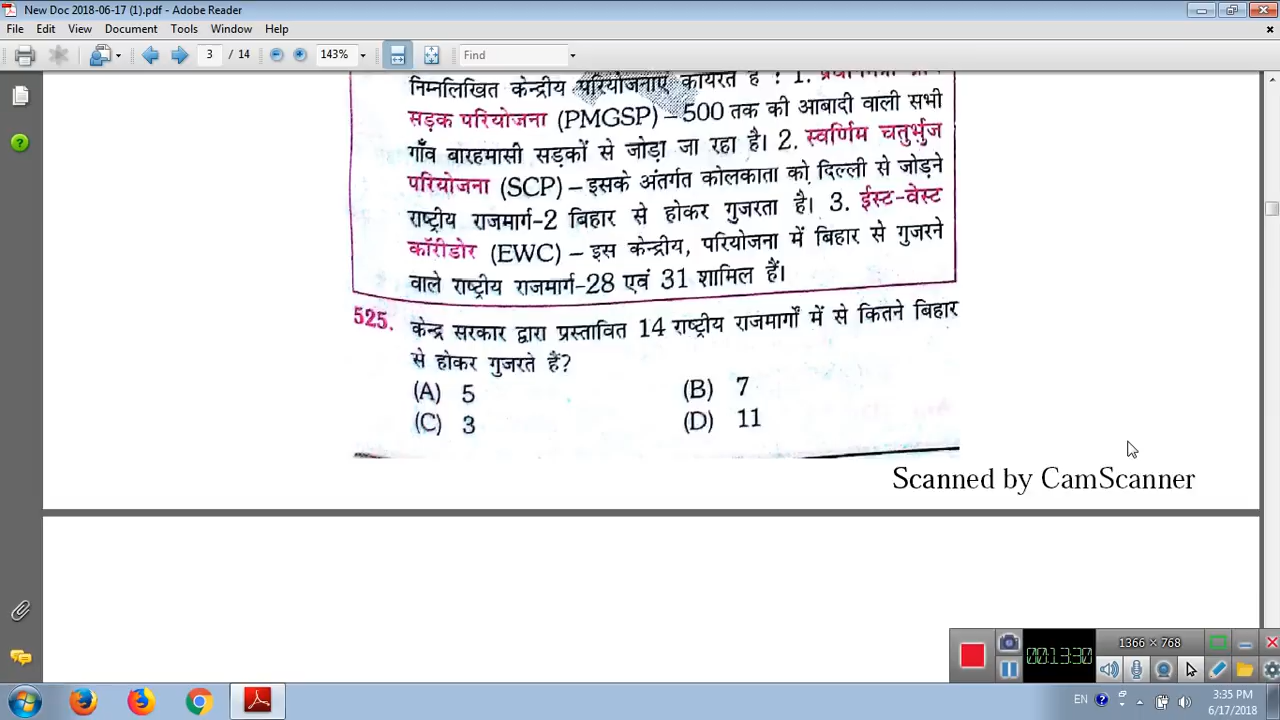 New Doc 2018-06-17 (1).pdf - Adobe Reader
File Edit View Document Tools Window Help
3 / 14 143% Find
निम्नलिखित केन्द्रीय परियोजनाएँ कार्यरत हैं : 1.
सड़क परियोजना (PMGSP) – 500 तक की आबादी वाली सभी
गाँव बारहमासी सड़कों से जोड़ा जा रहा है। 2. स्वर्णिम चतुर्भुज
परियोजना (SCP) – इसके अंतर्गत कोलकाता को दिल्ली से जोड़ने
राष्ट्रीय राजमार्ग-2 बिहार से होकर गुजरता है। 3. ईस्ट-वेस्ट
कॉरीडोर (EWC) – इस केन्द्रीय, परियोजना में बिहार से गुजरने
वाले राष्ट्रीय राजमार्ग-28 एवं 31 शामिल हैं।
525. केन्द्र सरकार द्वारा प्रस्तावित 14 राष्ट्रीय राजमार्गों में से कितने बिहार
से होकर गुजरते हैं?
(A) 5 (B) 7
(C) 3 (D) 11
Scanned by CamScanner
1366 × 768
00:13:30
EN 3:35 PM
6/17/2018